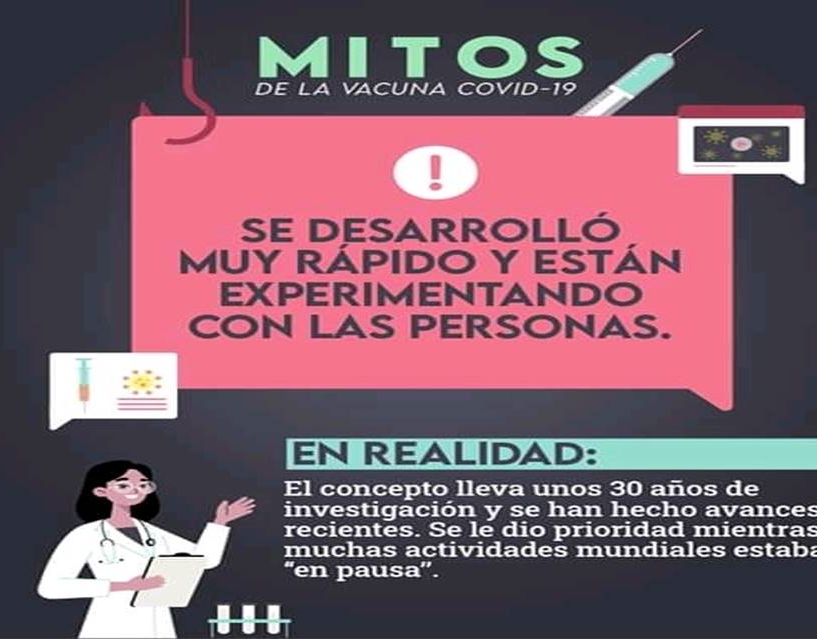 MITOS
DE LA VACUNA COVID-19
!
SE DESARROLLÓ
MUY RÁPIDO Y ESTÁN
EXPERIMENTANDO
CON LAS PERSONAS.
EN REALIDAD:
El concepto lleva unos 30 años de
investigación y se han hecho avances
recientes. Se le dio prioridad mientras
muchas actividades mundiales estaba
“en pausa”.